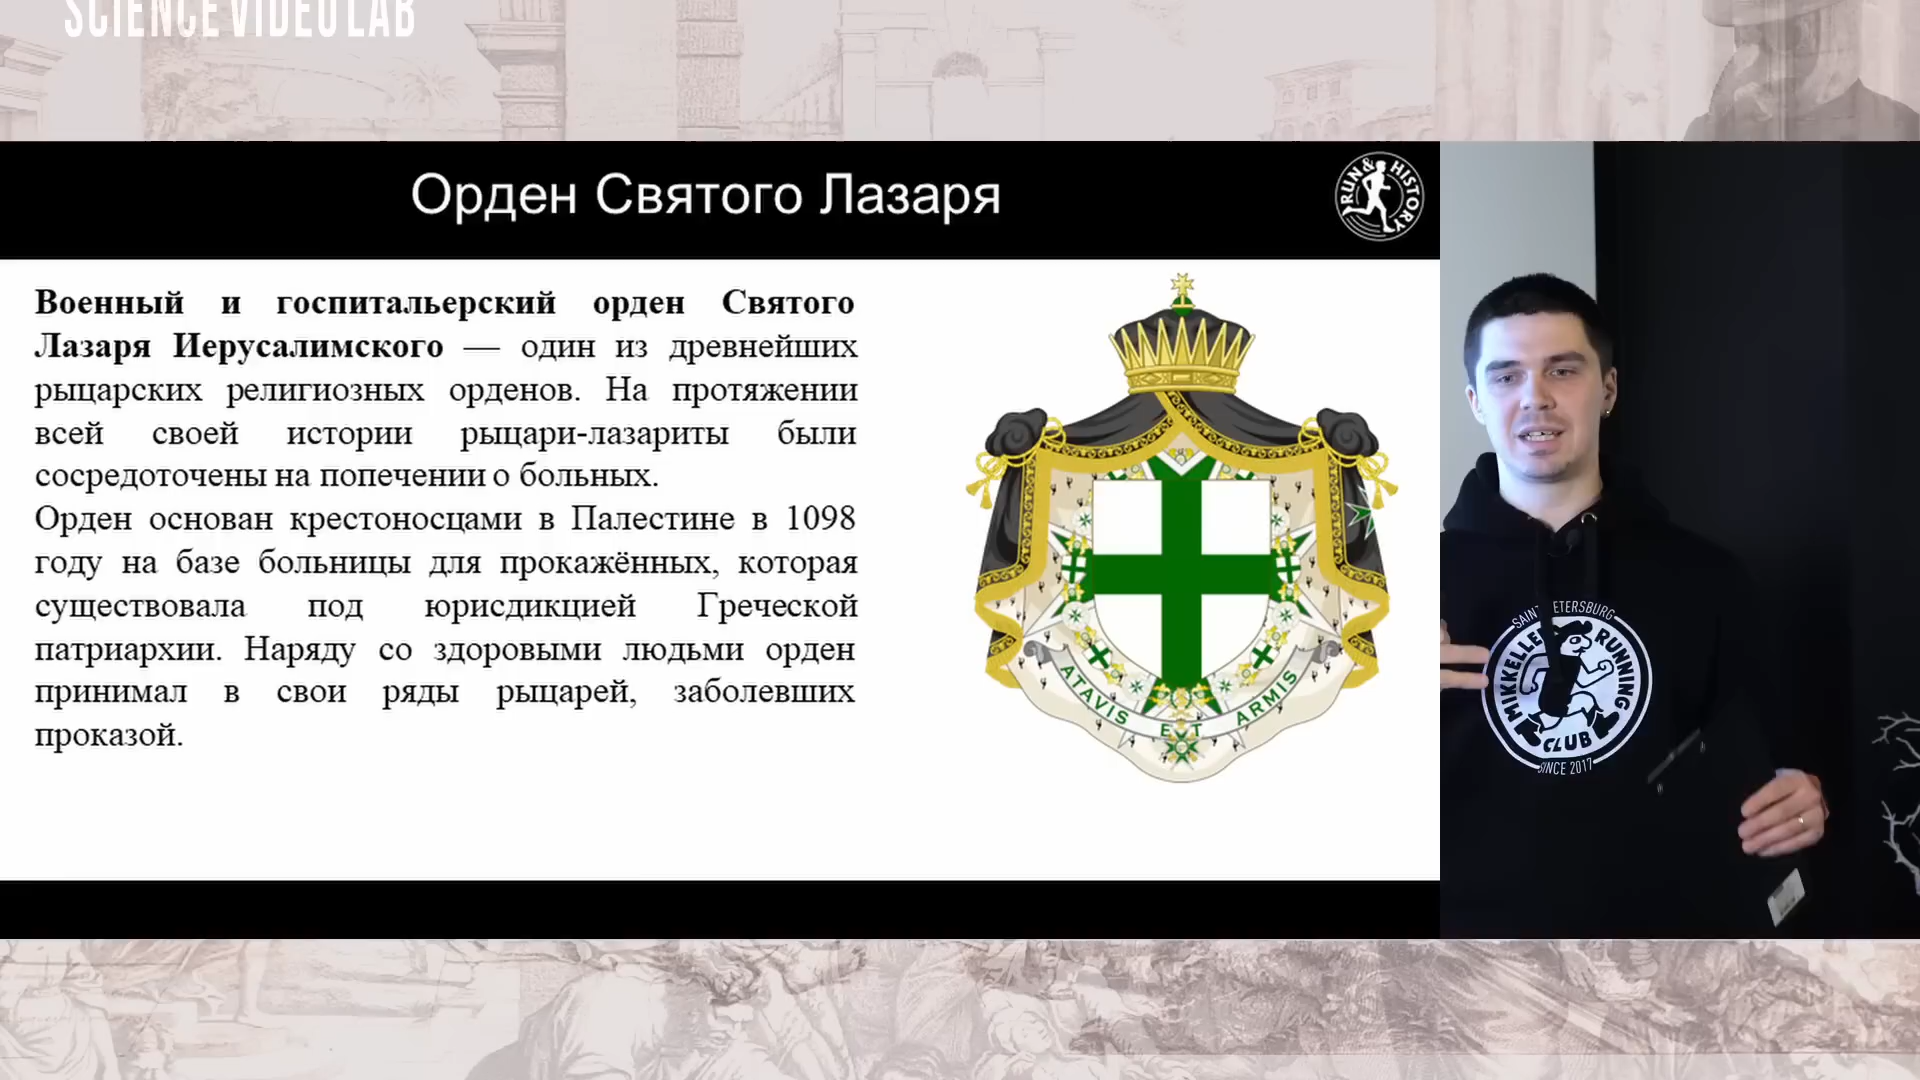 SCIENCE VIDEO LAB
Орден Святого Лазаря
RUN & HISTORY
Военный и госпитальерский орден Святого
Лазаря Иерусалимского — один из древнейших
рыцарских религиозных орденов. На протяжении
всей своей истории рыцари-лазариты были
сосредоточены на попечении о больных.
Орден основан крестоносцами в Палестине в 1098
году на базе больницы для прокажённых, которая
существовала под юрисдикцией Греческой
патриархии. Наряду со здоровыми людьми орден
принимал в свои ряды рыцарей, заболевших
проказой.
ATAVIS ET ARMIS
SAINT PETERSBURG
MIKKELLER RUNNING
CLUB
SINCE 2017